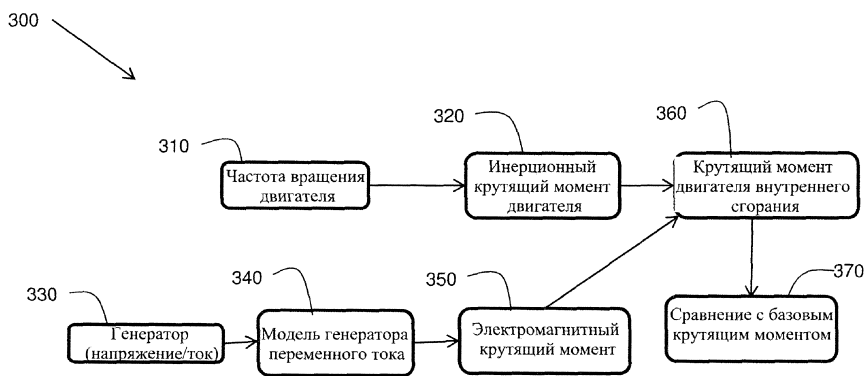 300
310
Частота вращения
двигателя
320
Инерционный
крутящий момент
двигателя
360
Крутящий момент
двигателя внутреннего
сгорания
330
Генератор
(напряжение/ток)
340
Модель генератора
переменного тока
350
Электромагнитный
крутящий момент
370
Сравнение с базовым
крутящим моментом